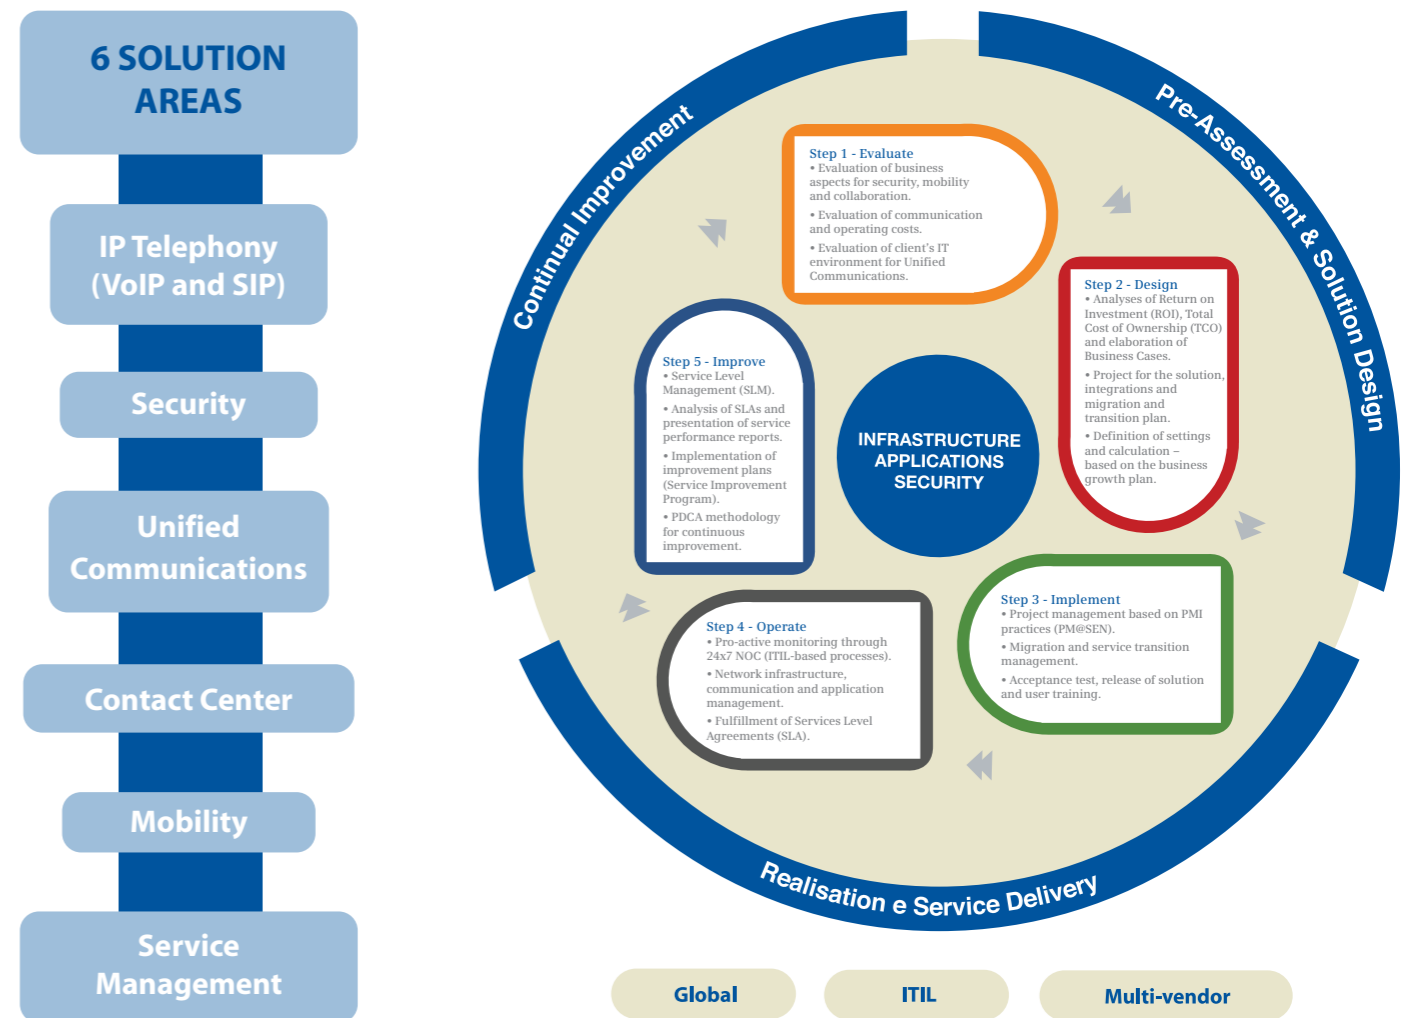 6 SOLUTION
AREAS
IP Telephony
(VoIP and SIP)
Security
Unified
Communications
Contact Center
Mobility
Service
Management
Continual Improvement
Pre-Assessment & Solution Design
Step 1 - Evaluate
• Evaluation of business
aspects for security, mobility
and collaboration.
• Evaluation of communication
and operating costs.
• Evaluation of client's IT
environment for Unified
Communications.
Step 2 - Design
• Analyses of Return on
Investment (ROI), Total
Cost of Ownership (TCO)
and elaboration of
Business Cases.
• Project for the solution,
integrations and
migration and
transition plan.
• Definition of settings
and calculation –
based on the business
growth plan.
Step 5 - Improve
• Service Level
Management (SLM).
• Analysis of SLAs and
presentation of service
performance reports.
• Implementation of
improvement plans
(Service Improvement
Program).
• PDCA methodology
for continuous
improvement.
INFRASTRUCTURE
APPLICATIONS
SECURITY
Step 3 - Implement
• Project management based on PMI
practices (PM@SEN).
• Migration and service transition
management.
• Acceptance test, release of solution
and user training.
Step 4 - Operate
• Pro-active monitoring through
24x7 NOC (ITIL-based processes).
• Network infrastructure,
communication and application
management.
• Fulfillment of Services Level
Agreements (SLA).
Realisation e Service Delivery
Global
ITIL
Multi-vendor